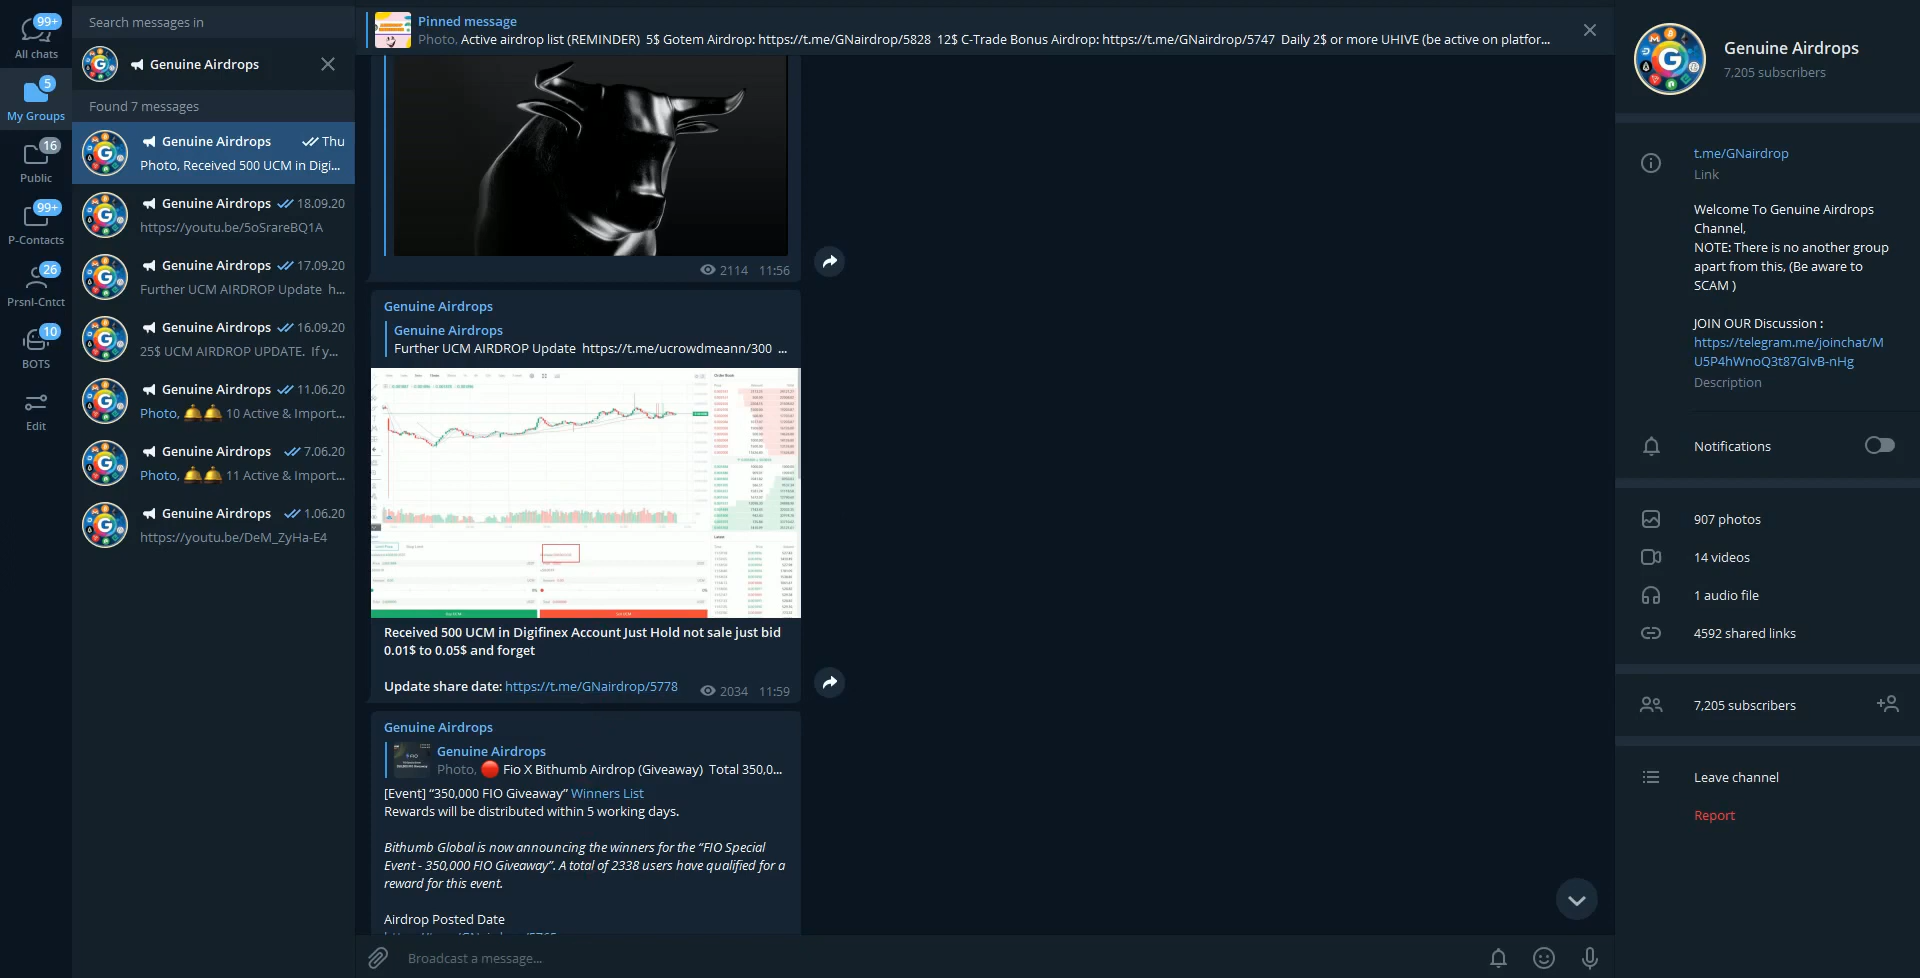 99+
All chats
5
My Groups
16
Public
99+
P-Contacts
26
Prsnl-Cntct
10
BOTS
Edit
Search messages in
Genuine Airdrops
Found 7 messages
Genuine Airdrops Thu
Photo, Received 500 UCM in Digi...
Genuine Airdrops 18.09.20
https://youtu.be/5oSrareBQ1A
Genuine Airdrops 17.09.20
Further UCM AIRDROP Update h...
Genuine Airdrops 16.09.20
25$ UCM AIRDROP UPDATE. If y...
Genuine Airdrops 11.06.20
Photo, 🛎🛎 10 Active & Import...
Genuine Airdrops 7.06.20
Photo, 🛎🛎 11 Active & Import...
Genuine Airdrops 1.06.20
https://youtu.be/DeM_ZyHa-E4
Pinned message
Photo, Active airdrop list (REMINDER) 5$ Gotem Airdrop: https://t.me/GNairdrop/5828 12$ C-Trade Bonus Airdrop: https://t.me/GNairdrop/5747 Daily 2$ or more UHIVE (be active on platfor...
2114 11:56
Genuine Airdrops
Genuine Airdrops
Further UCM AIRDROP Update https://t.me/ucrowdmeann/300 ...
Order Book
Received 500 UCM in Digifinex Account Just Hold not sale just bid
0.01$ to 0.05$ and forget
Update share date: https://t.me/GNairdrop/5778 2034 11:59
Genuine Airdrops
Genuine Airdrops
Photo, 🔴 Fio X Bithumb Airdrop (Giveaway) Total 350,0...
[Event] “350,000 FIO Giveaway” Winners List
Rewards will be distributed within 5 working days.
Bithumb Global is now announcing the winners for the “FIO Special
Event - 350,000 FIO Giveaway”. A total of 2338 users have qualified for a
reward for this event.
Airdrop Posted Date
Broadcast a message...
Genuine Airdrops
7,205 subscribers
t.me/GNairdrop
Link
Welcome To Genuine Airdrops
Channel,
NOTE: There is no another group
apart from this, (Be aware to
SCAM )
JOIN OUR Discussion :
https://telegram.me/joinchat/M
U5P4hWnoQ3t87GIvB-nHg
Description
Notifications
907 photos
14 videos
1 audio file
4592 shared links
7,205 subscribers
Leave channel
Report